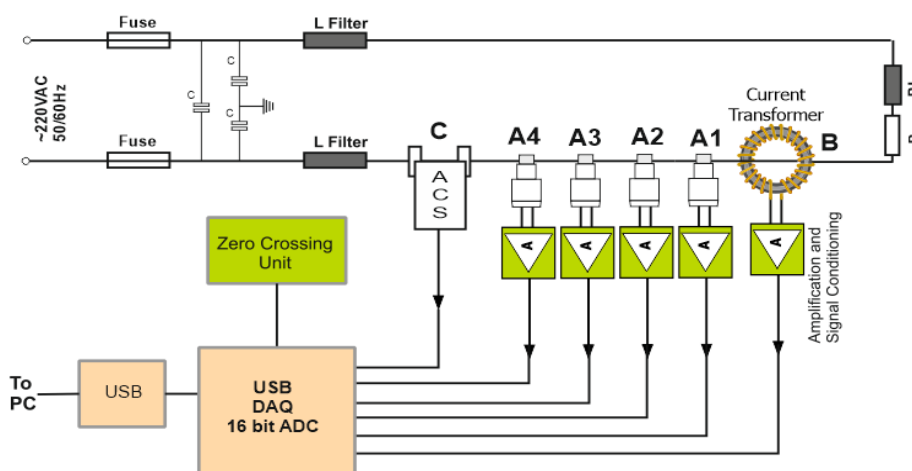 Fuse
L Filter
C
C
C
~220VAC
50/60Hz
Fuse
L Filter
Current
Transformer
C
A4
A3
A2
A1
B
ACS
A
A
A
A
A
Amplification and
Signal Conditioning
Zero Crossing
Unit
To
PC
USB
USB
DAQ
16 bit ADC